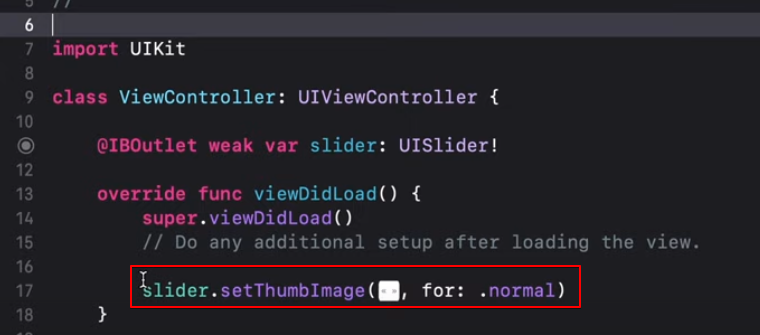 5 //
6
7 import UIKit
8
9 class ViewController: UIViewController {
10
@IBOutlet weak var slider: UISlider!
12
13 override func viewDidLoad() {
14 super.viewDidLoad()
15 // Do any additional setup after loading the view.
16
17 slider.setThumbImage(, for: .normal)
18 }